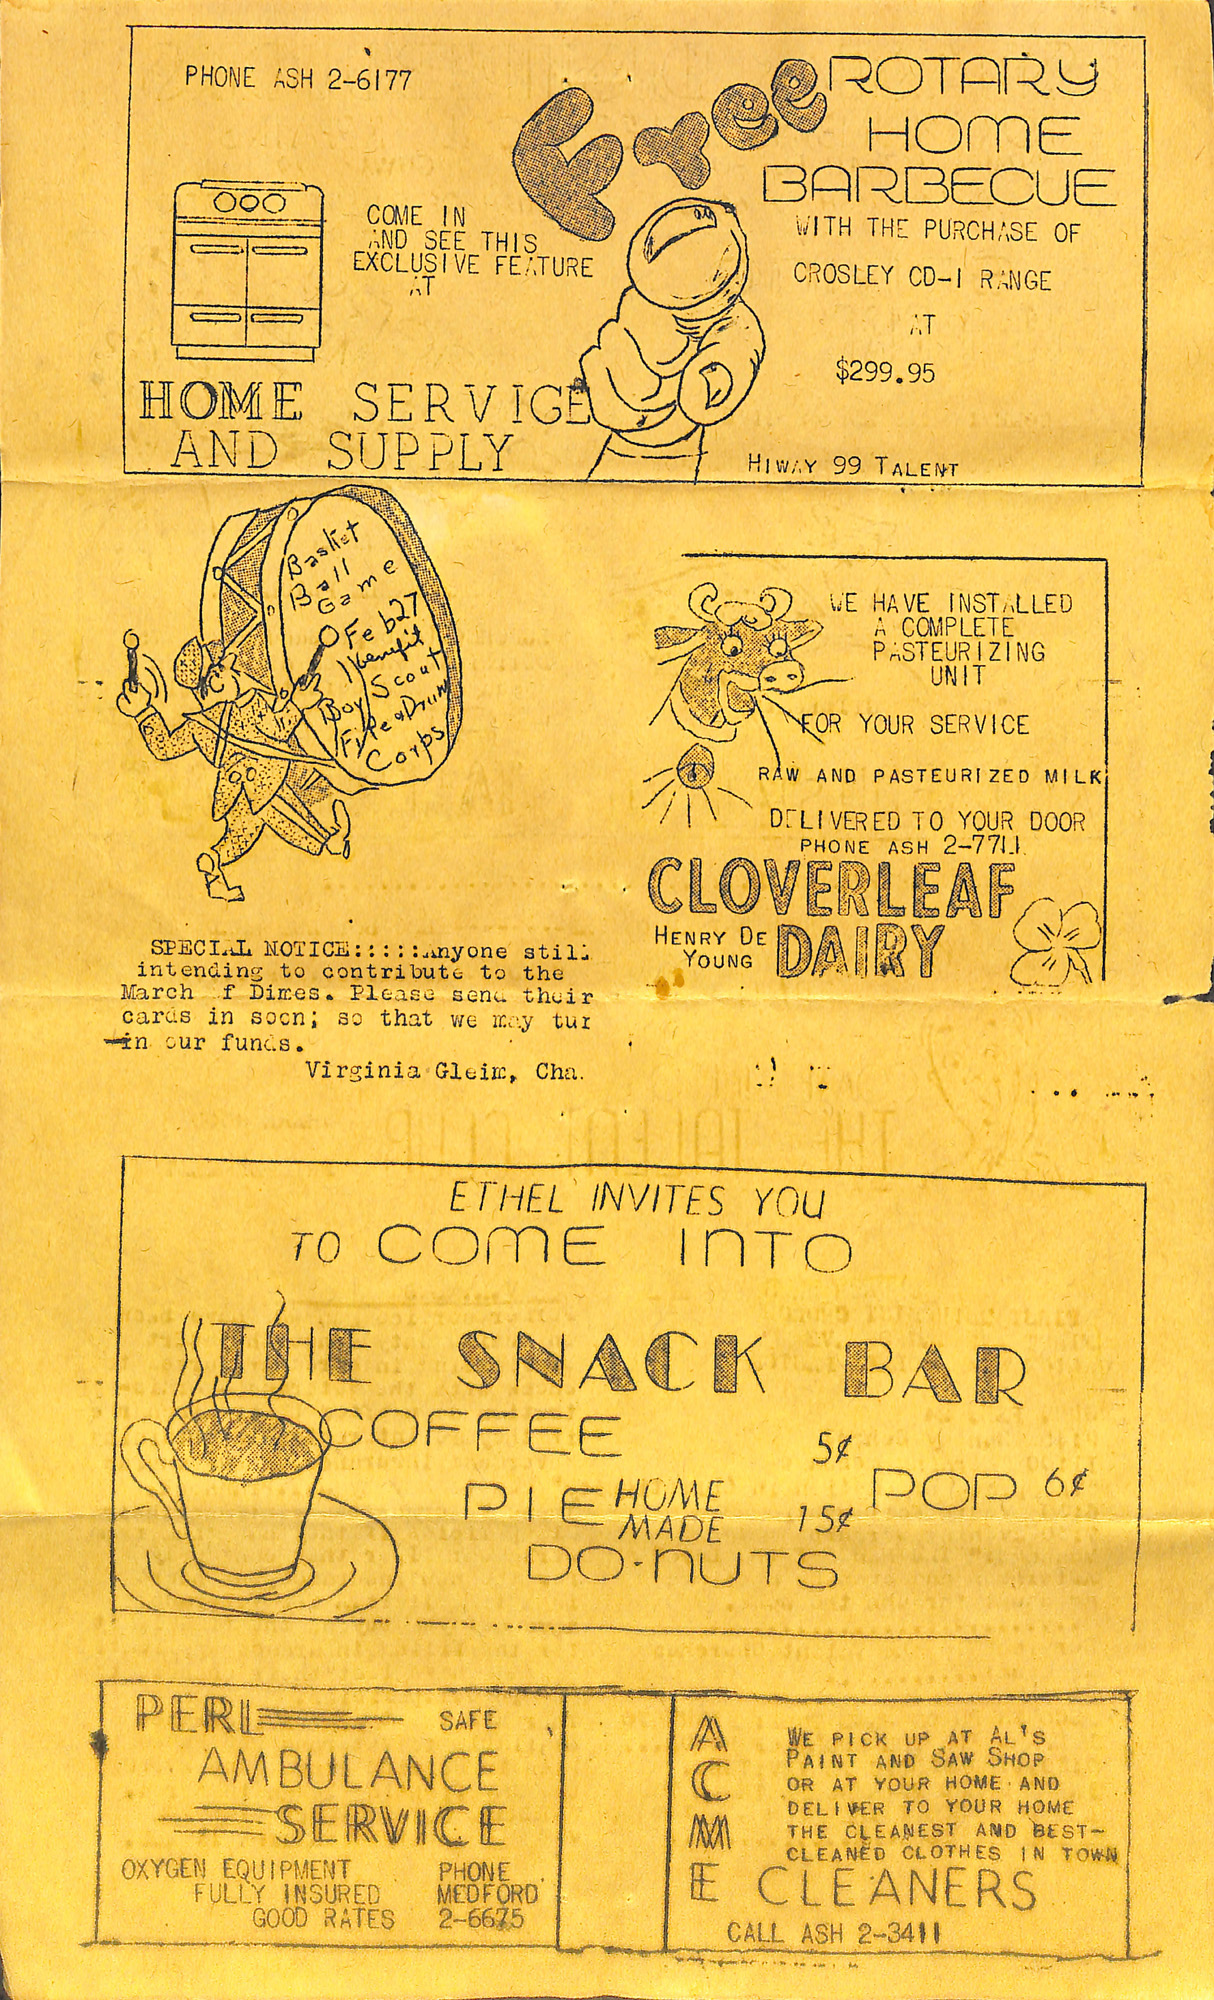 PHONE ASH 2-6177
Free ROTARY
HOME
BARBECUE
WITH THE PURCHASE OF
CROSLEY CD-1 RANGE
AT
$299.95
COME IN
AND SEE THIS
EXCLUSIVE FEATURE
AT
HOME SERVICE
AND SUPPLY
HIWAY 99 TALENT
Basket
Ball
Game
Feb 27
benefit
Boy Scout
Fife & Drum
Corps
WE HAVE INSTALLED
A COMPLETE
PASTEURIZING
UNIT
FOR YOUR SERVICE
RAW AND PASTEURIZED MILK
DELIVERED TO YOUR DOOR
PHONE ASH 2-7711
CLOVERLEAF
HENRY DE
YOUNG
DAIRY
SPECIAL NOTICE:::::Anyone still
intending to contribute to the
March f Dimes. Please send their
cards in soon; so that we may tur
in our funds.
Virginia Gleim, Cha.
ETHEL INVITES YOU
TO COME INTO
THE SNACK BAR
COFFEE 5¢
PIE HOME MADE 15¢
POP 6¢
DO-NUTS
PERL SAFE
AMBULANCE
SERVICE
OXYGEN EQUIPMENT
FULLY INSURED
GOOD RATES
PHONE
MEDFORD
2-6675
ACME
WE PICK UP AT AL'S
PAINT AND SAW SHOP
OR AT YOUR HOME AND
DELIVER TO YOUR HOME
THE CLEANEST AND BEST-
CLEANED CLOTHES IN TOWN
CLEANERS
CALL ASH 2-3411